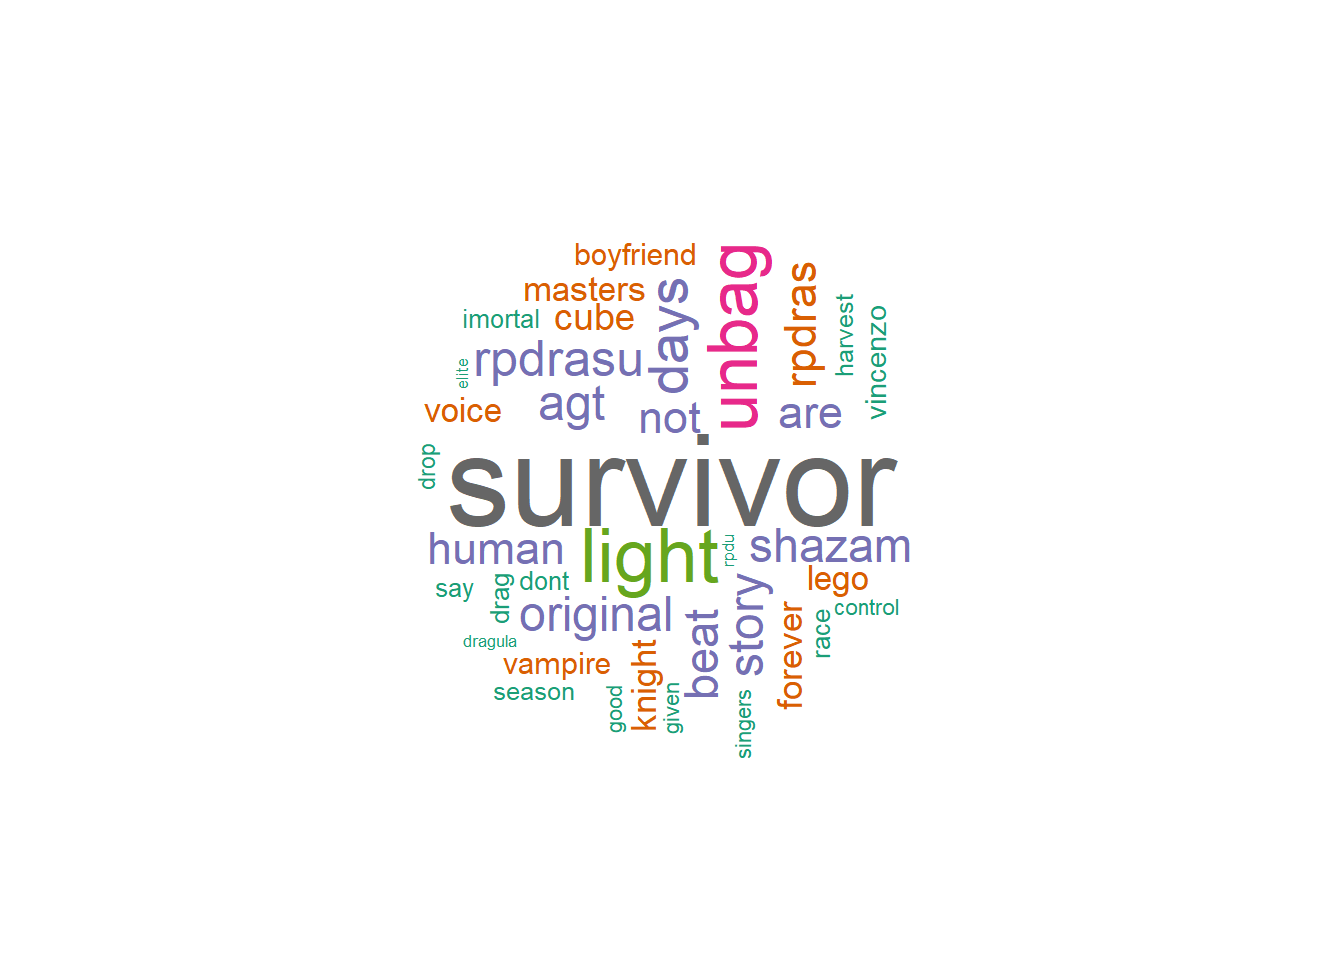 boyfriend
masters
imortal
cube
days
unbag
rpdras
harvest
vincenzo
elite
rpdrasu
voice
agt
not
are
drop
survivor
human
light
rpdu
shazam
say
drag
dont
lego
original
beat
story
forever
race
control
dragula
vampire
season
good
knight
given
singers